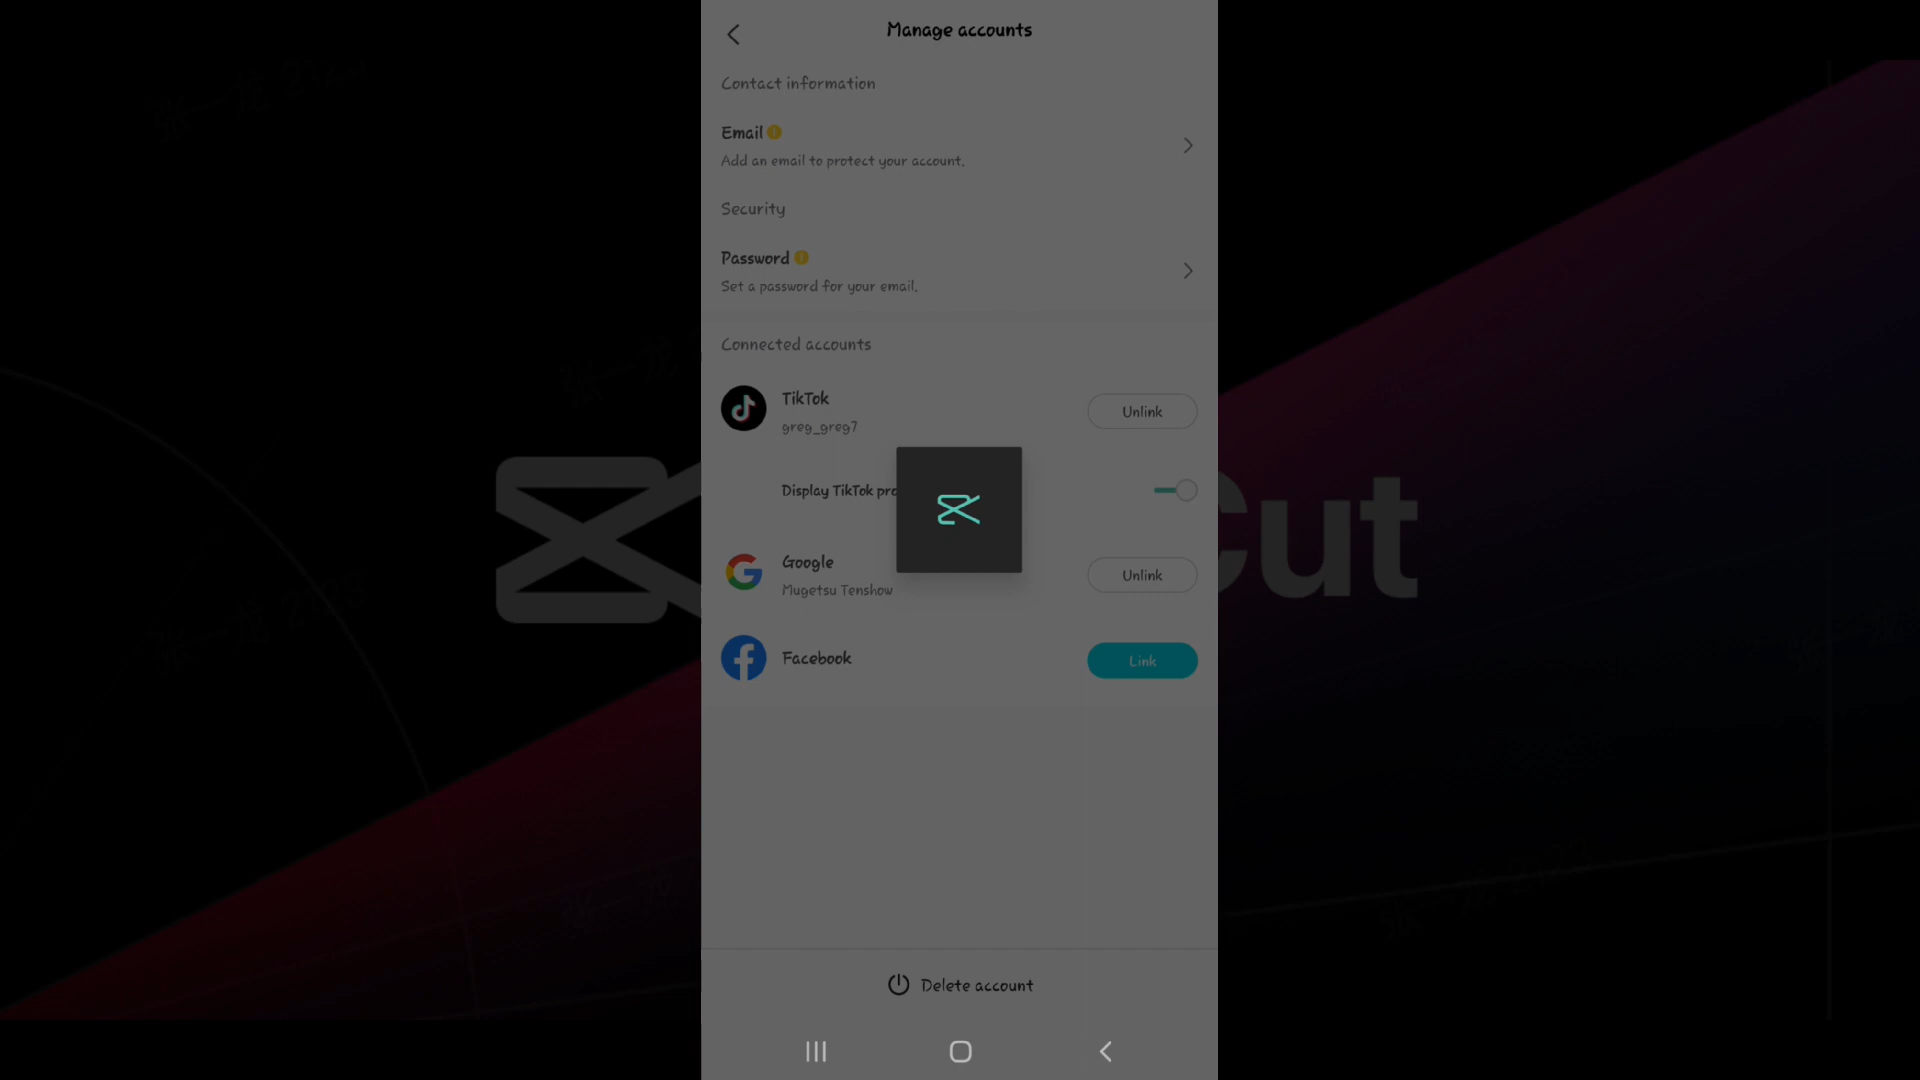 Manage accounts
Contact information
Email
Add an email to protect your account.
Security
Password
Set a password for your email.
Connected accounts
TikTok
Unlink
greg_greg7
Display TikTok pro
Cut
Google
Unlink
Mugetsu Tenshow
Facebook
Link
Delete account